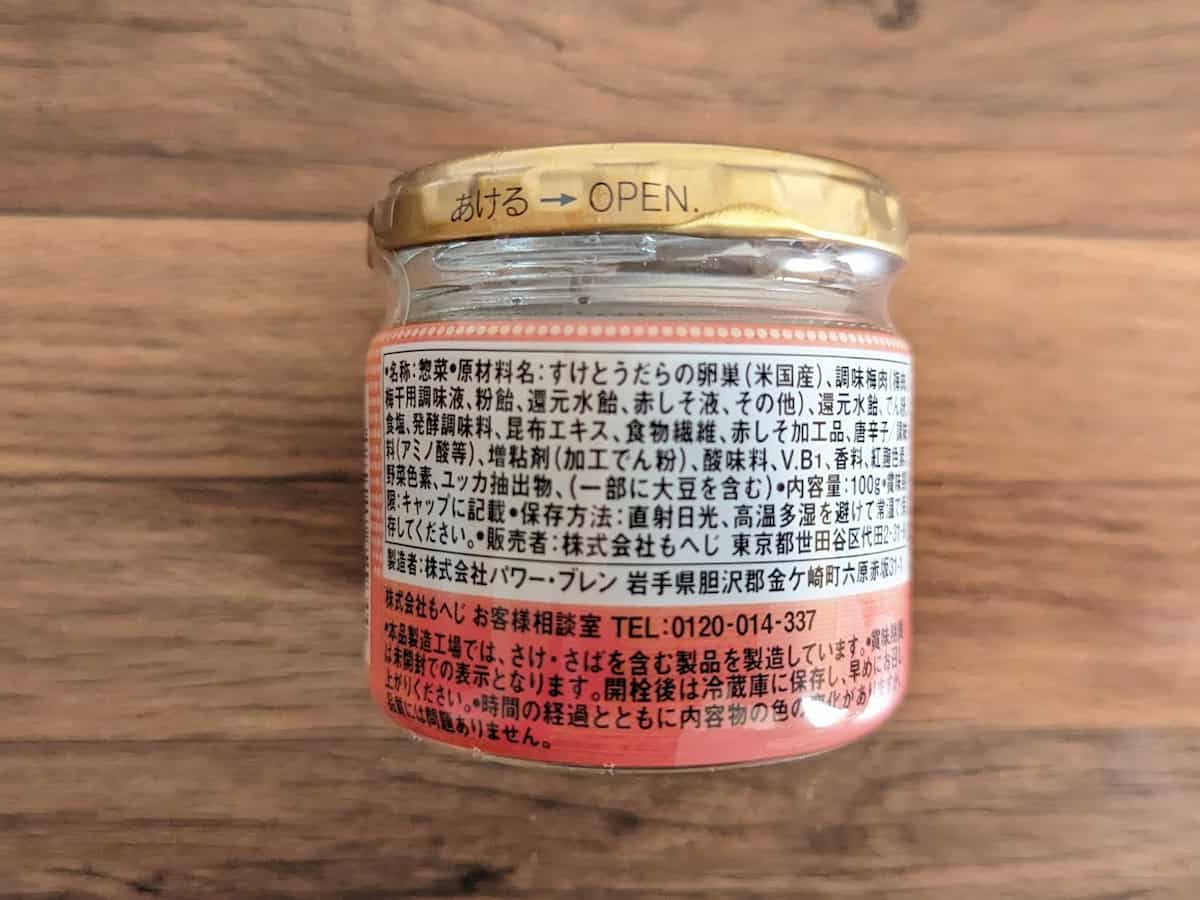 あける→OPEN.
•名称:惣菜•原材料名:すけとうだらの卵巣(米国産)、調味梅肉(梅肉、
梅干用調味液、粉飴、還元水飴、赤しそ液、その他)、還元水飴、でん粉、
食塩、発酵調味料、昆布エキス、食物繊維、赤しそ加工品、唐辛子/調味
料(アミノ酸等)、増粘剤(加工でん粉)、酸味料、V.B1、香料、紅麹色素、
野菜色素、ユッカ抽出物、(一部に大豆を含む)•内容量:100g•賞味期
限:キャップに記載•保存方法:直射日光、高温多湿を避けて常温で保
存してください。•販売者:株式会社もへじ 東京都世田谷区代田2-31-
製造者:株式会社パワー・ブレン 岩手県胆沢郡金ケ崎町六原赤坂31-1
株式会社もへじ お客様相談室 TEL:0120-014-337
•本品製造工場では、さけ・さばを含む製品を製造しています。•賞味期限
は未開封での表示となります。開栓後は冷蔵庫に保存し、早めにお召し
上がりください。•時間の経過とともに内容物の色の変化がありますが、
品質には問題ありません。